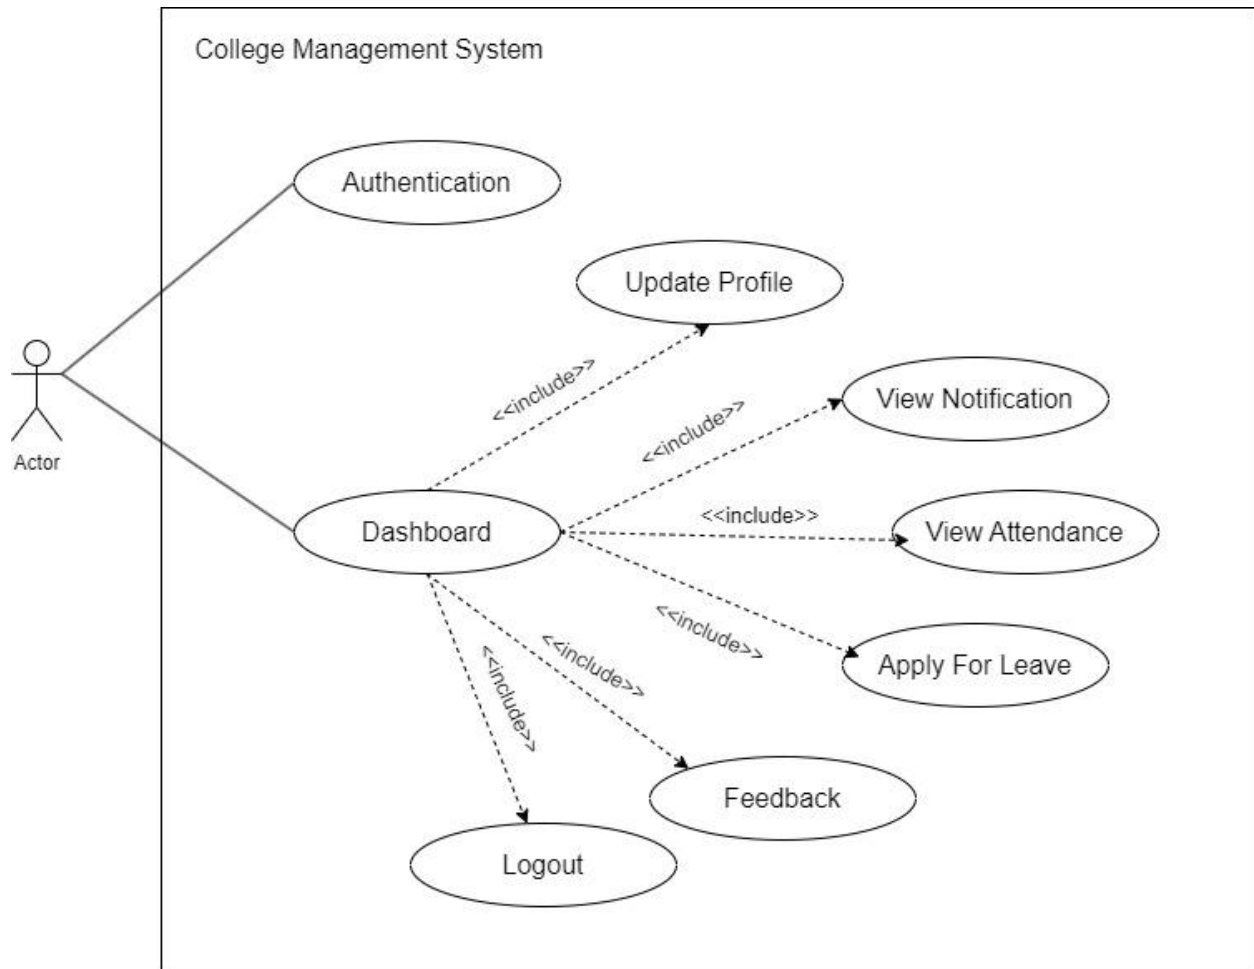 College Management System
Authentication
Update Profile
<<include>>
View Notification
<<include>>
Actor
<<include>>
Dashboard
View Attendance
<<include>>
Apply For Leave
<<include>>
<<include>>
Feedback
Logout